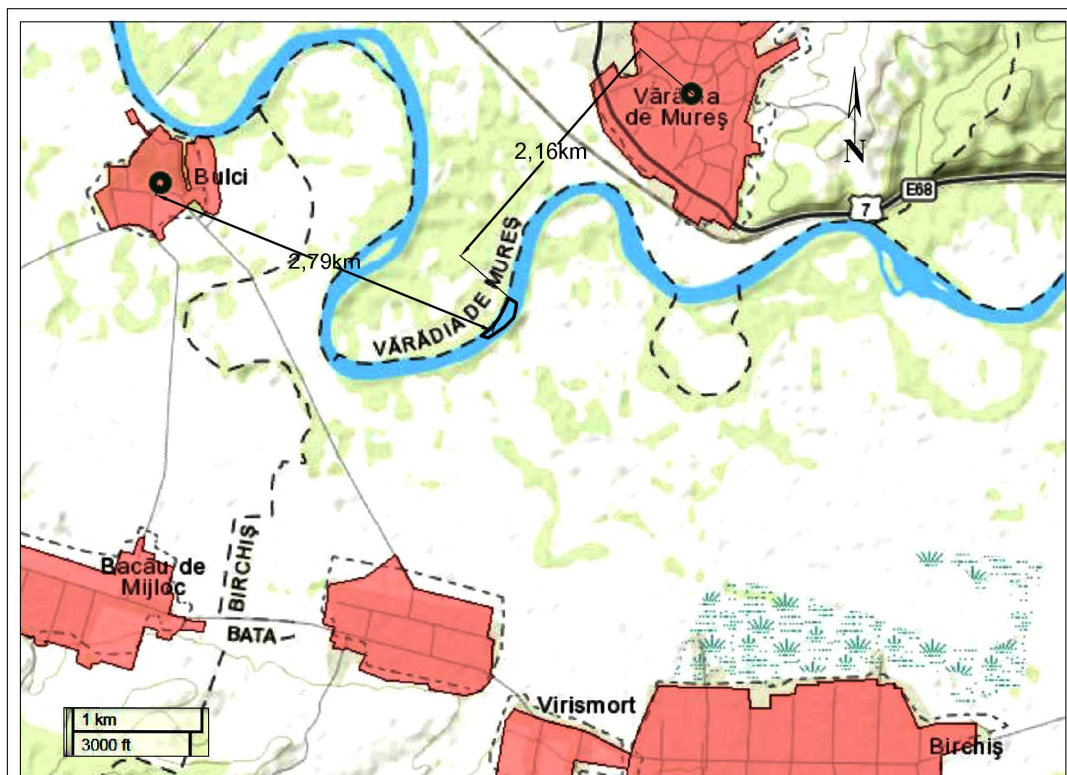 Vărădia
de Mureş
2,16km
N
Bulci
E68
7
2,79km
VĂRĂDIA DE MUREŞ
Bacău de
Mijloc
BIRCHIŞ
BATA
Virismort
1 km
3000 ft
Birchiş